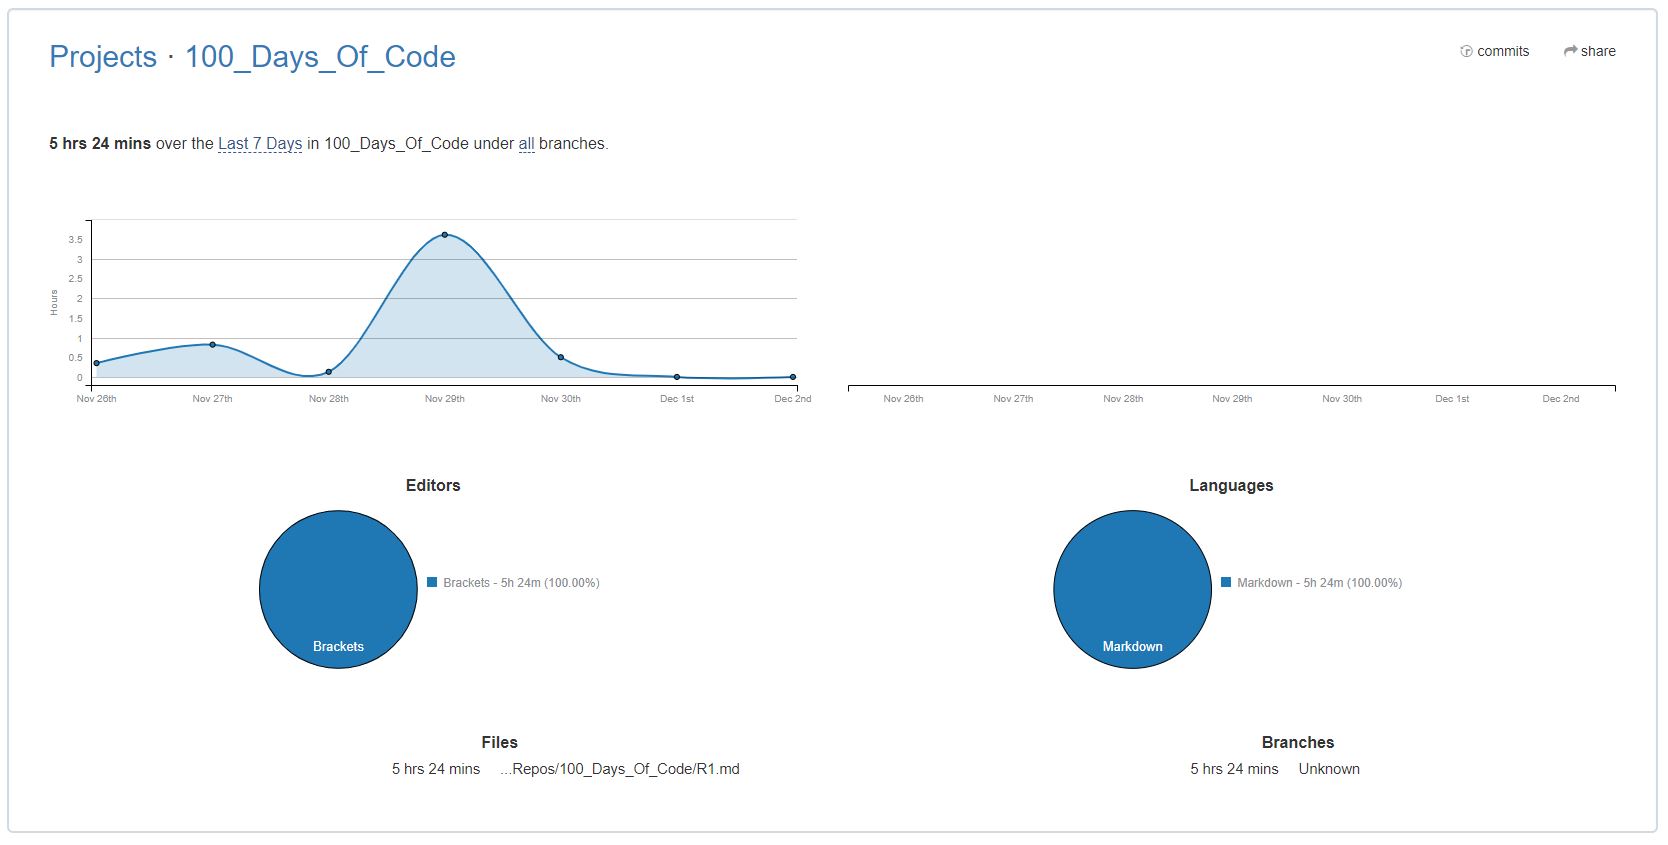 Projects · 100_Days_Of_Code
commits
share
5 hrs 24 mins over the Last 7 Days in 100_Days_Of_Code under all branches.
Hours
3.5
3
2.5
2
1.5
1
0.5
0
Nov 26th Nov 27th Nov 28th Nov 29th Nov 30th Dec 1st Dec 2nd
Nov 26th Nov 27th Nov 28th Nov 29th Nov 30th Dec 1st Dec 2nd
Editors
Brackets
Brackets - 5h 24m (100.00%)
Languages
Markdown
Markdown - 5h 24m (100.00%)
Files
5 hrs 24 mins ...Repos/100_Days_Of_Code/R1.md
Branches
5 hrs 24 mins Unknown